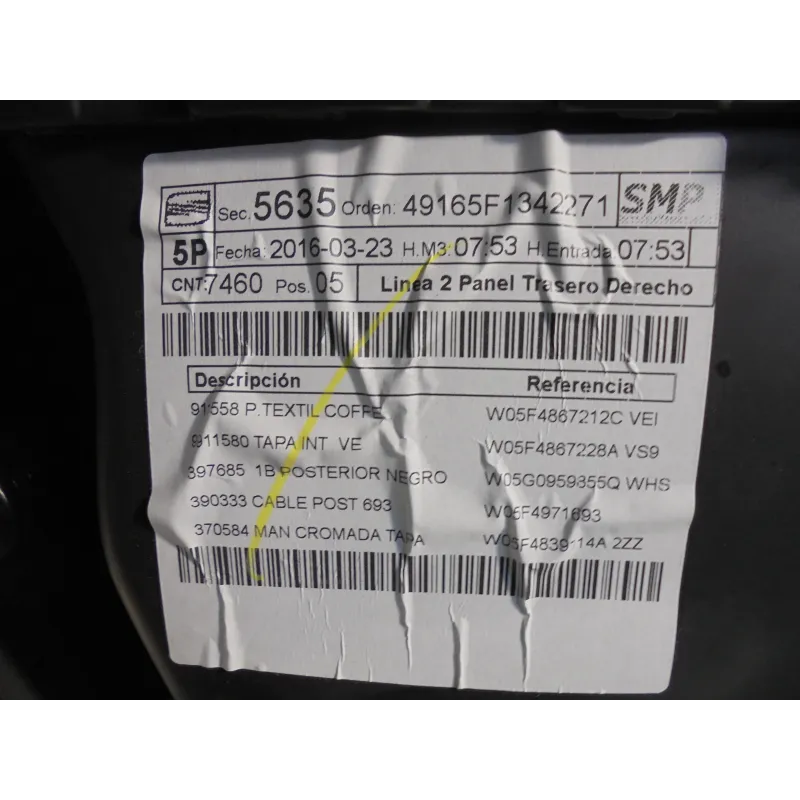 Sec. 5635 Orden: 49165F1342271 SMP
5P Fecha: 2016-03-23 H.M3: 07:53 H.Entrada 07:53
CNT: 7460 Pos. 05 Linea 2 Panel Trasero Derecho
Descripción Referencia
91558 P.TEXTIL COFFE W05F4867212C VEI
9911580 TAPA INT VE W05F4867228A VS9
397685 1B POSTERIOR NEGRO W05G0959855Q WHS
390333 CABLE POST 693 W05F4971693
370584 MAN CROMADA TAPA 2ZZ